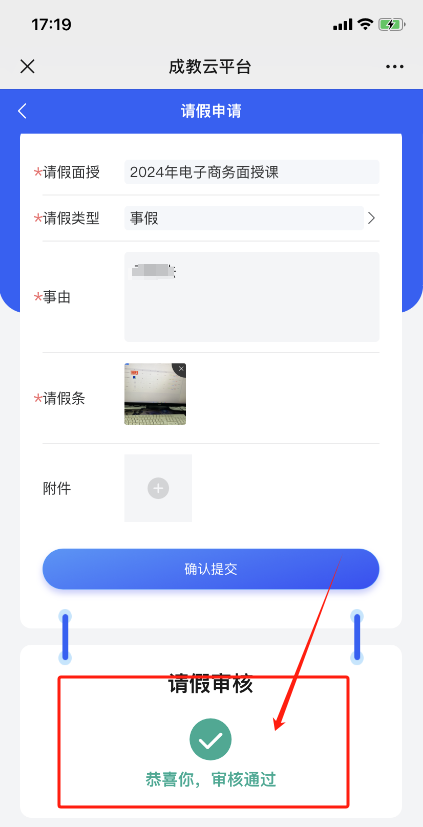 17:19
成教云平台
请假申请
*请假面授 2024年电子商务面授课
*请假类型 事假
*事由
*请假条
附件
确认提交
请假审核
恭喜你，审核通过